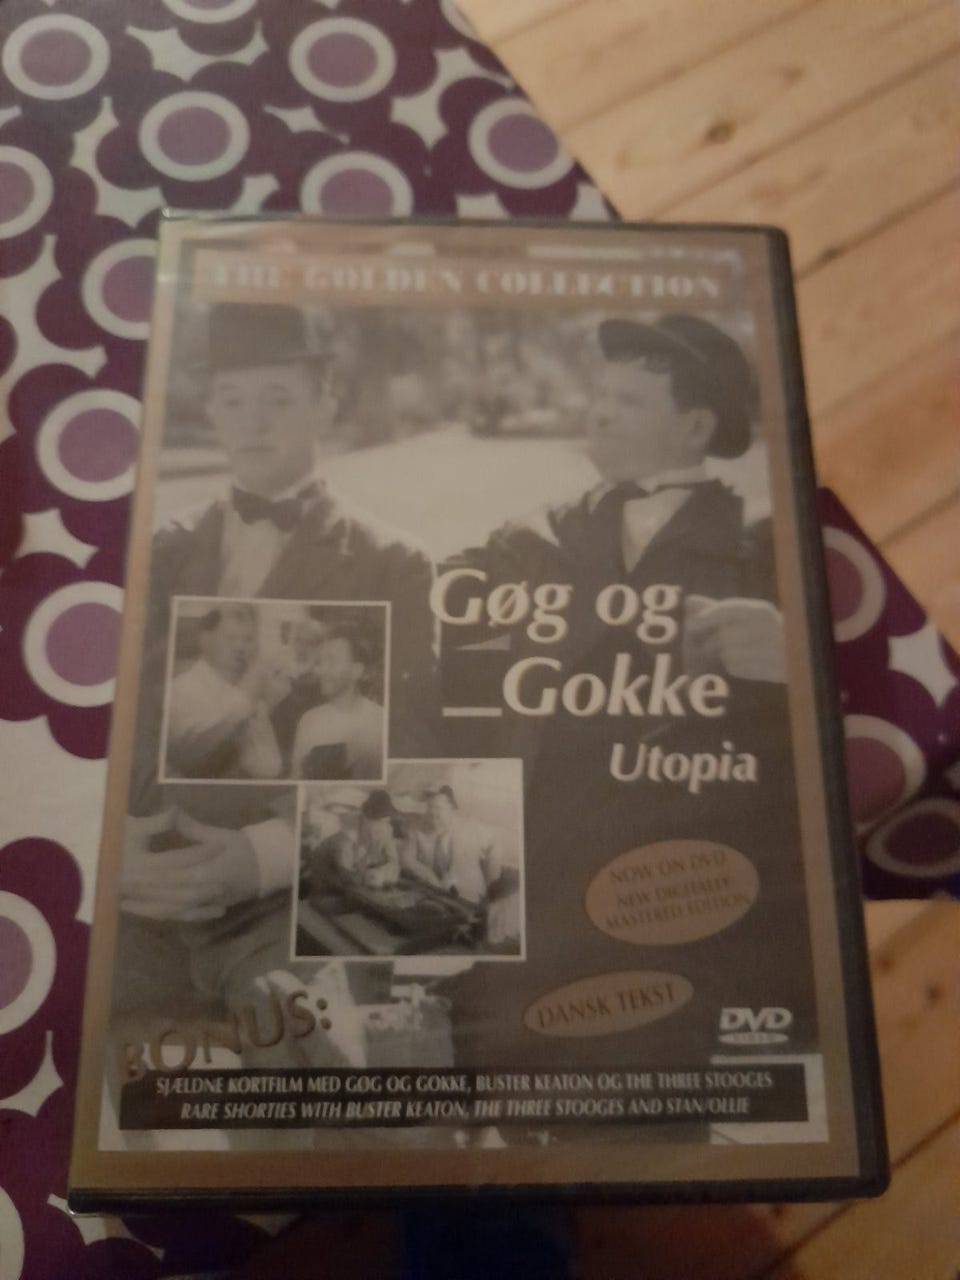 THE GOLDEN COLLECTION
Gøg og
Gokke
Utopia
NOW ON DVD
NEW DIGITALLY
MASTERED EDITION
DANSK TEKST
DVD
VIDEO
BONUS:
SJÆLDNE KORTFILM MED GØG OG GOKKE, BUSTER KEATON OG THE THREE STOOGES
RARE SHORTIES WITH BUSTER KEATON, THE THREE STOOGES AND STAN/OLLIE